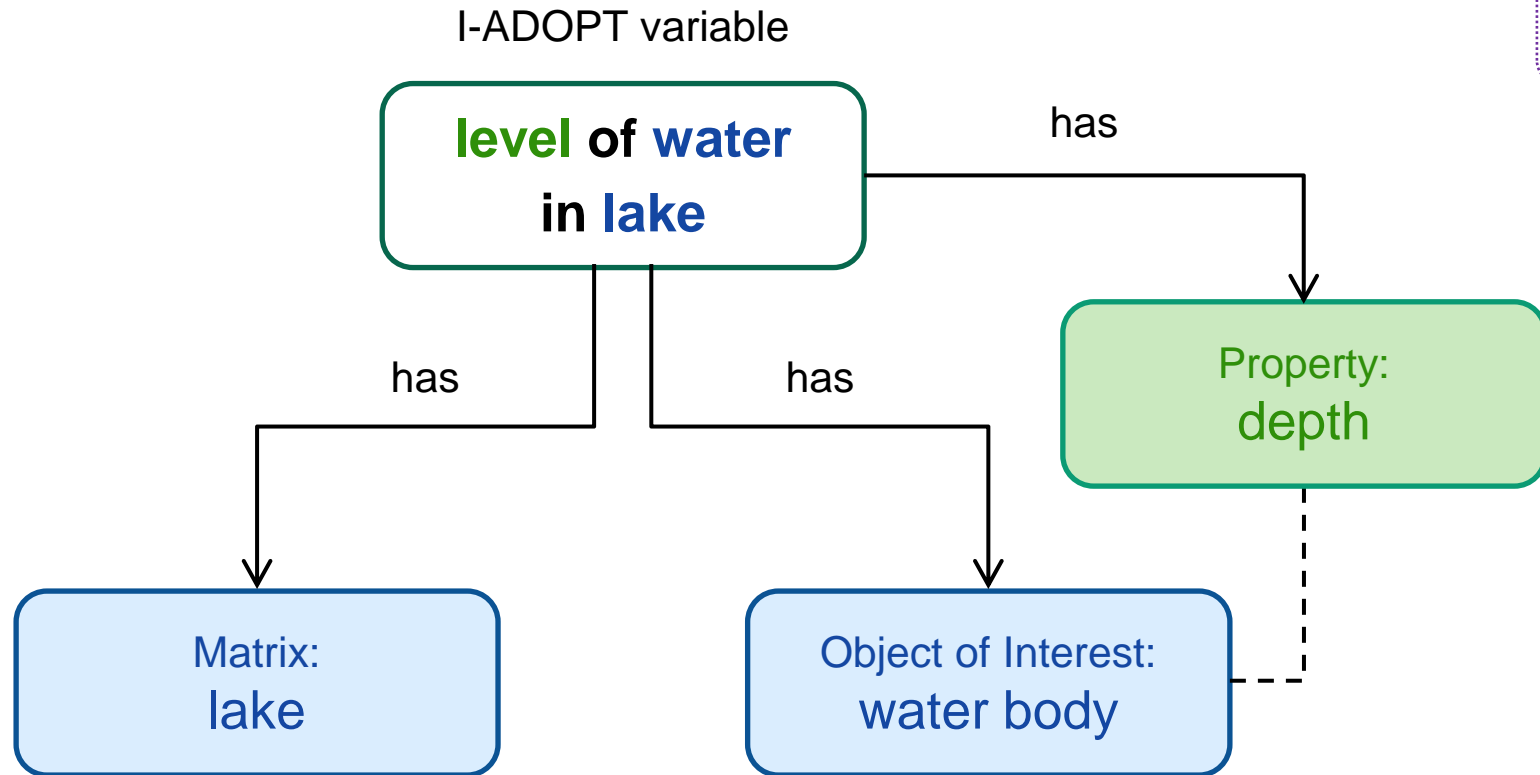 I-ADOPT variable
level of water
in lake
has
has
has
Property:
depth
Matrix:
lake
Object of Interest:
water body